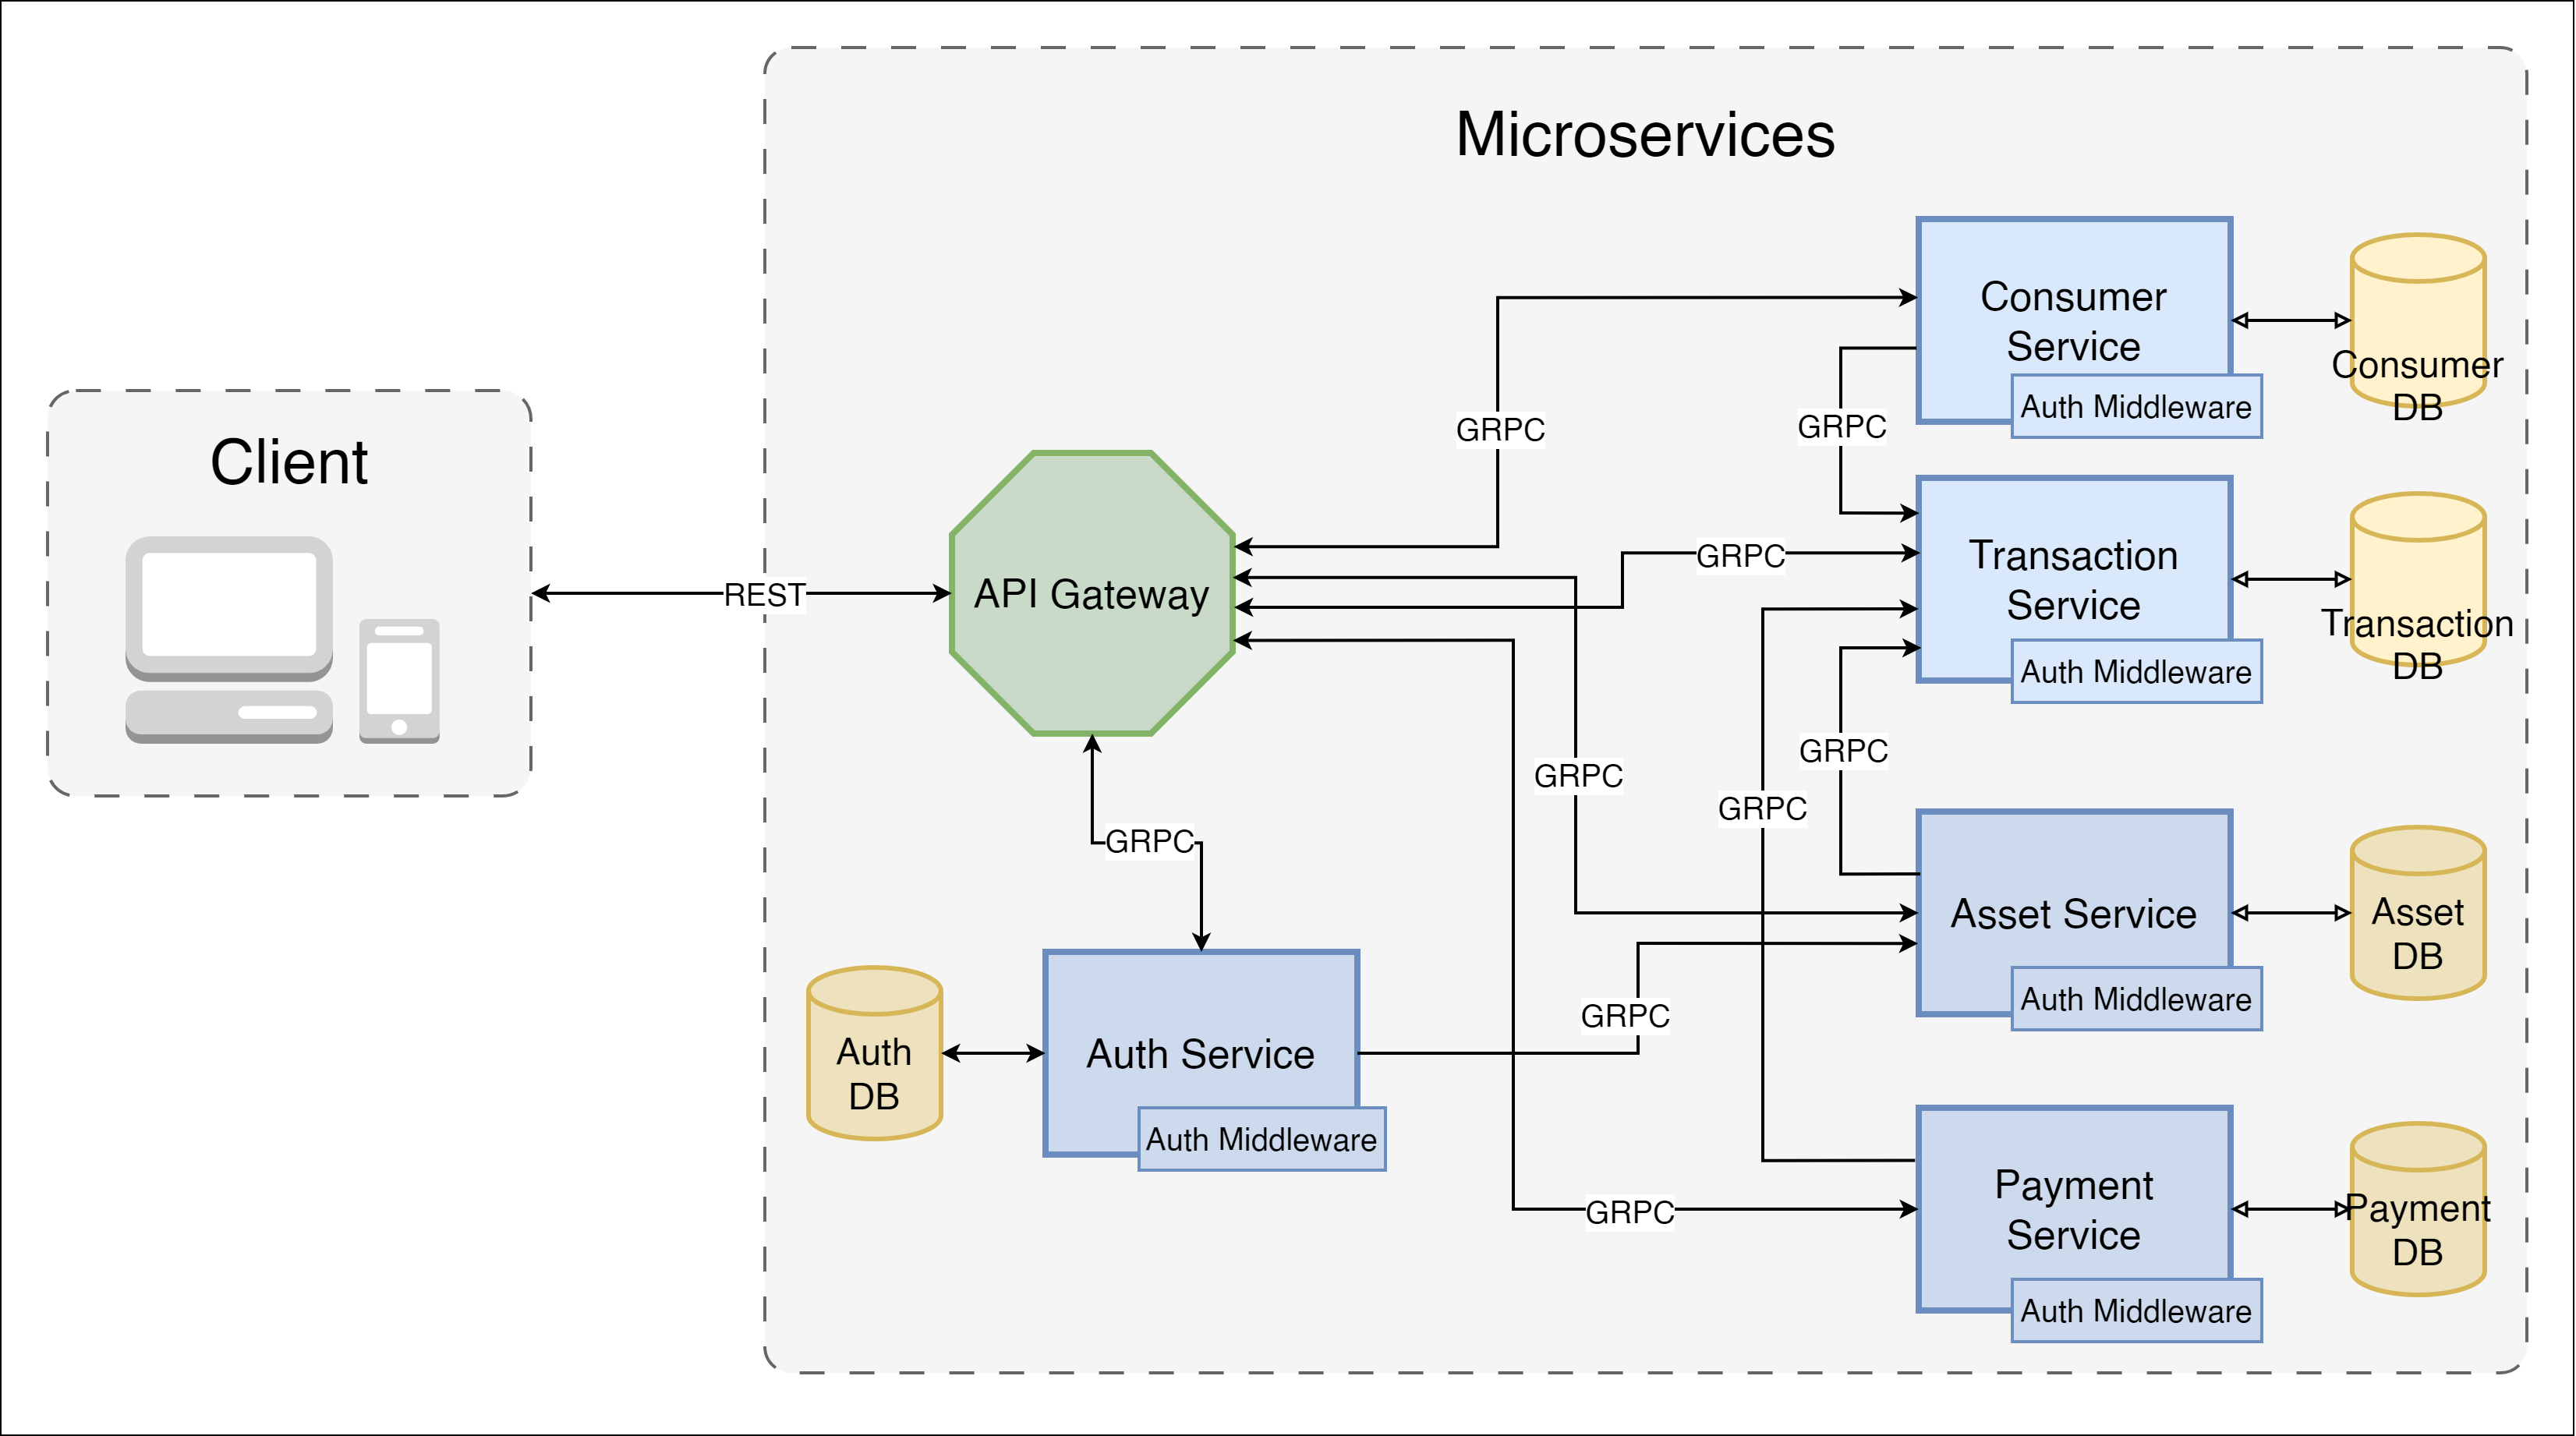 Microservices
Client
REST
API Gateway
GRPC
GRPC
GRPC
GRPC
GRPC
GRPC
GRPC
GRPC
GRPC
Consumer
Service
Auth Middleware
Consumer
DB
Transaction
Service
Auth Middleware
Transaction
DB
Asset Service
Auth Middleware
Asset
DB
Auth
DB
Auth Service
Auth Middleware
Payment
Service
Auth Middleware
Payment
DB